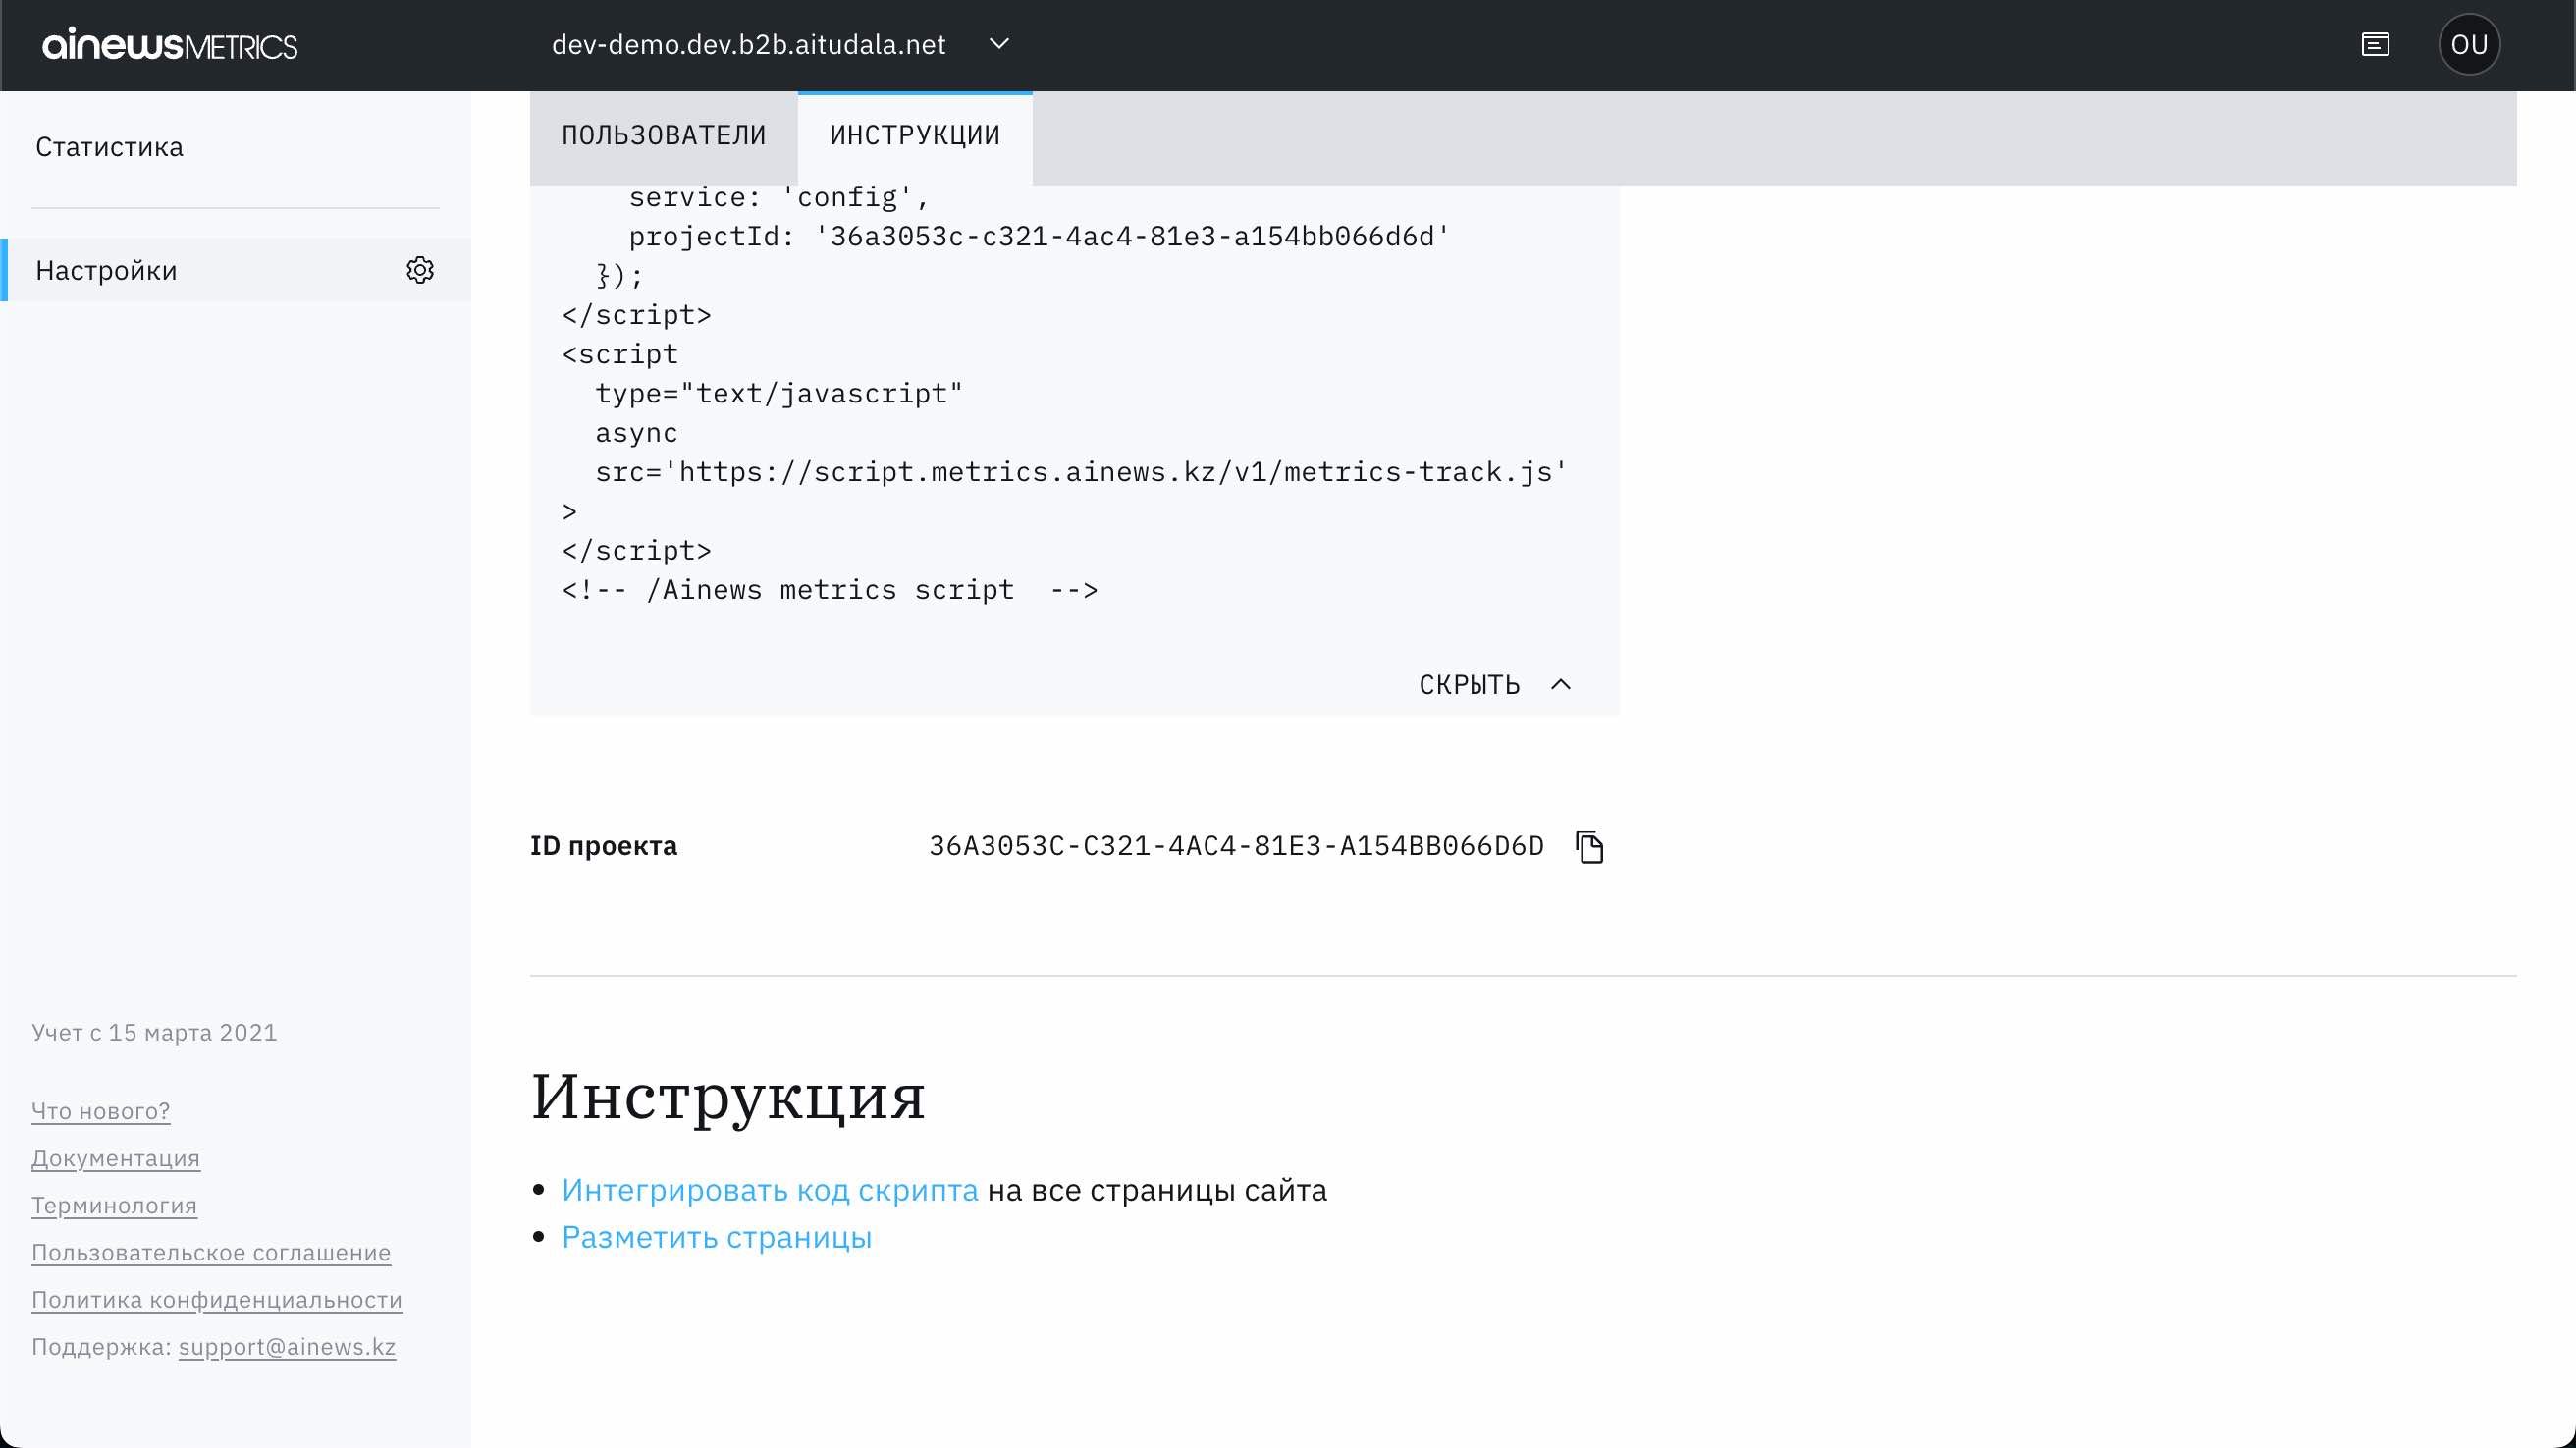 ainewsMETRICS
dev-demo.dev.b2b.aitudala.net
OU
Статистика
Настройки
Учет с 15 марта 2021
Что нового?
Документация
Терминология
Пользовательское соглашение
Политика конфиденциальности
Поддержка: support@ainews.kz
ПОЛЬЗОВАТЕЛИ
ИНСТРУКЦИИ
service: 'config',
projectId: '36a3053c-c321-4ac4-81e3-a154bb066d6d'
});
</script>
<script
type="text/javascript"
async
src='https://script.metrics.ainews.kz/v1/metrics-track.js'
>
</script>
<!-- /Ainews metrics script  -->
СКРЫТЬ
ID проекта
36A3053C-C321-4AC4-81E3-A154BB066D6D
Инструкция
• Интегрировать код скрипта на все страницы сайта
• Разметить страницы